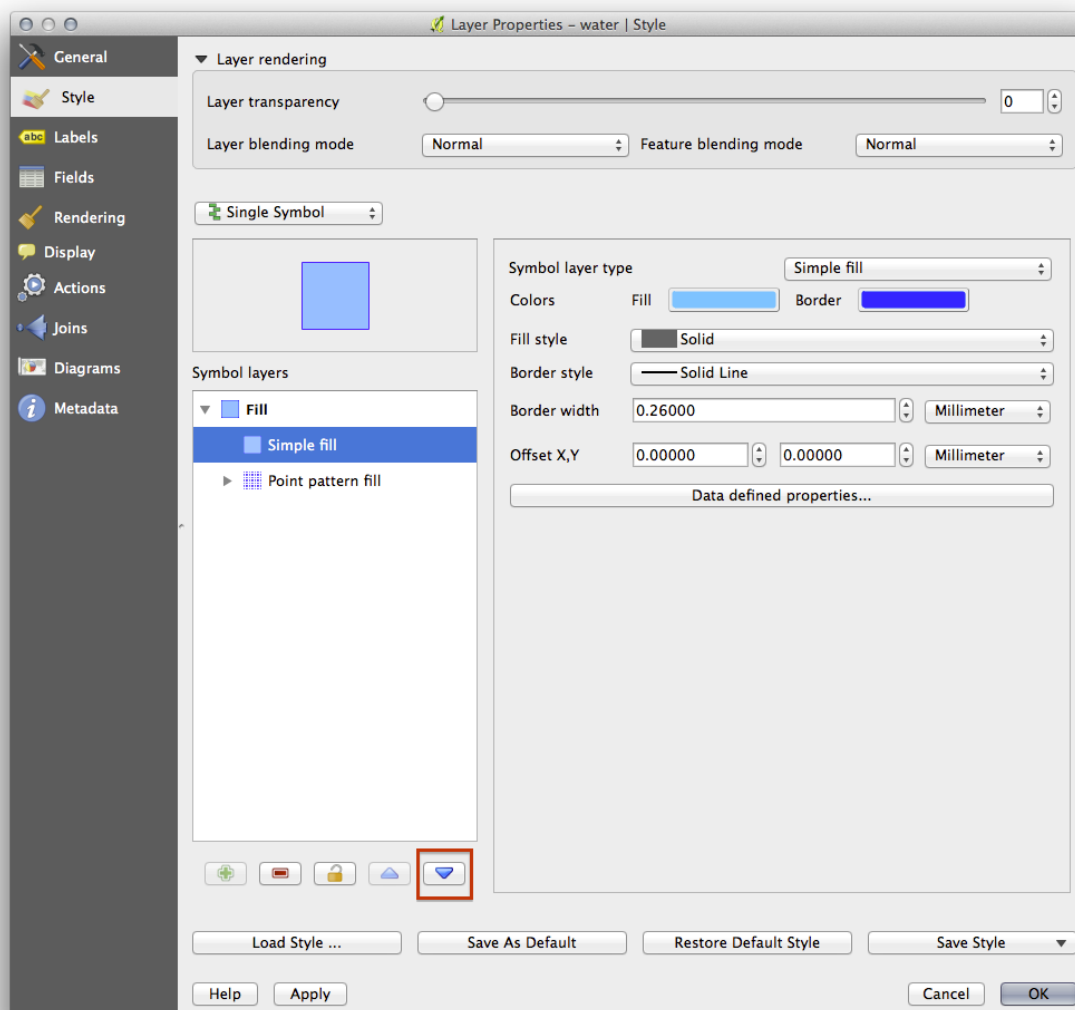 Layer Properties – water | Style
General
Style
abc Labels
Fields
Rendering
Display
Actions
Joins
Diagrams
i Metadata
Layer rendering
Layer transparency 0
Layer blending mode Normal Feature blending mode Normal
Single Symbol
Symbol layers
Fill
Simple fill
Point pattern fill
Symbol layer type Simple fill
Colors Fill Border
Fill style Solid
Border style Solid Line
Border width 0.26000 Millimeter
Offset X,Y 0.00000 0.00000 Millimeter
Data defined properties...
Load Style ... Save As Default Restore Default Style Save Style
Help Apply Cancel OK